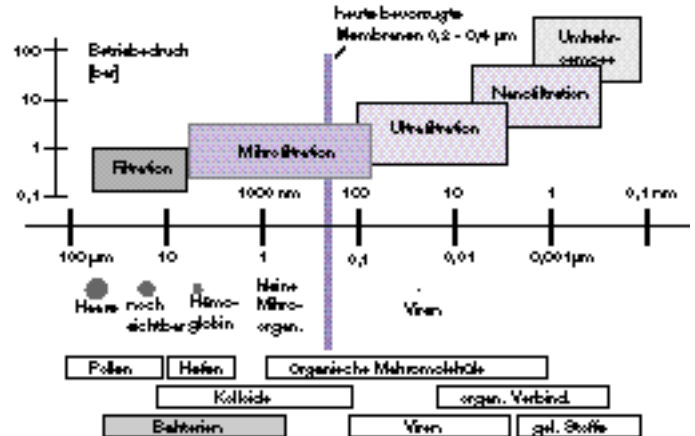 heute bevorzugte
Membranen 0,2 - 0,4 µm
Betriebsdruck
[bar]
100
10
1
0,1
Umkehr-
osmose
Nanofiltration
Ultrafiltration
Mikrofiltration
Filtration
1000 nm
100
10
1
0,1 nm
100 µm
10
1
0,1
0,01
0,001µm
Haare
noch
sichtbar
Hämo-
globin
kleine
Mikro-
organ.
Viren
Pollen
Hefen
Organische Makromoleküle
Kolloide
organ. Verbind.
Bakterien
Viren
gel. Stoffe